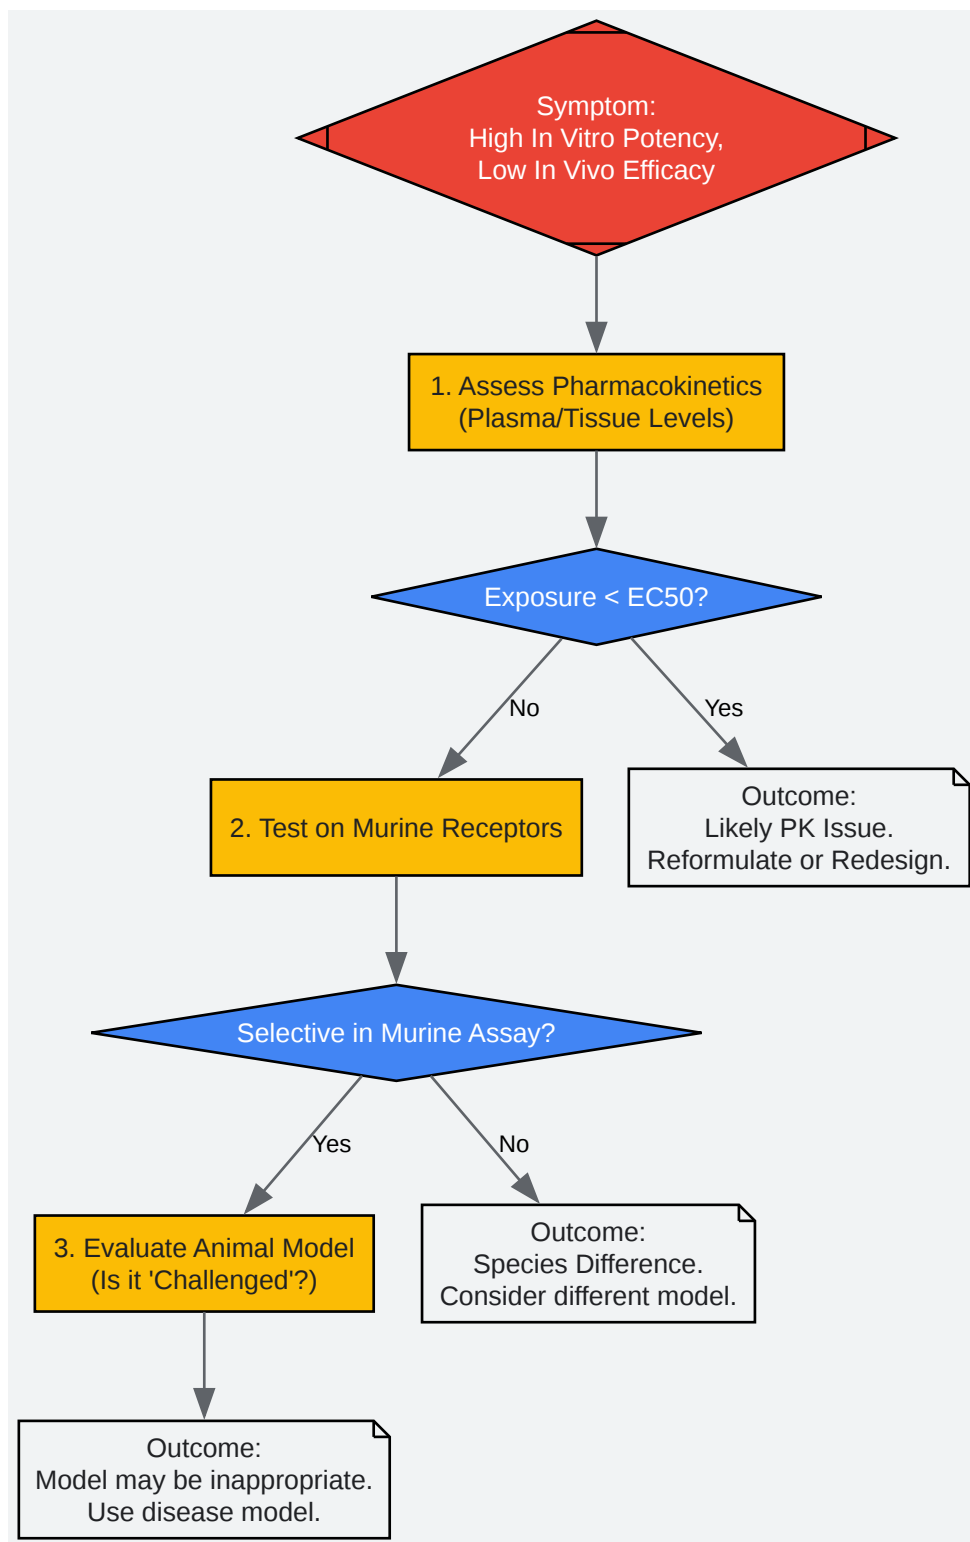 Symptom:
High In Vitro Potency,
Low In Vivo Efficacy
1. Assess Pharmacokinetics
(Plasma/Tissue Levels)
Exposure < EC50?
No
Yes
2. Test on Murine Receptors
Outcome:
Likely PK Issue.
Reformulate or Redesign.
Selective in Murine Assay?
Yes
No
3. Evaluate Animal Model
(Is it 'Challenged'?)
Outcome:
Species Difference.
Consider different model.
Outcome:
Model may be inappropriate.
Use disease model.